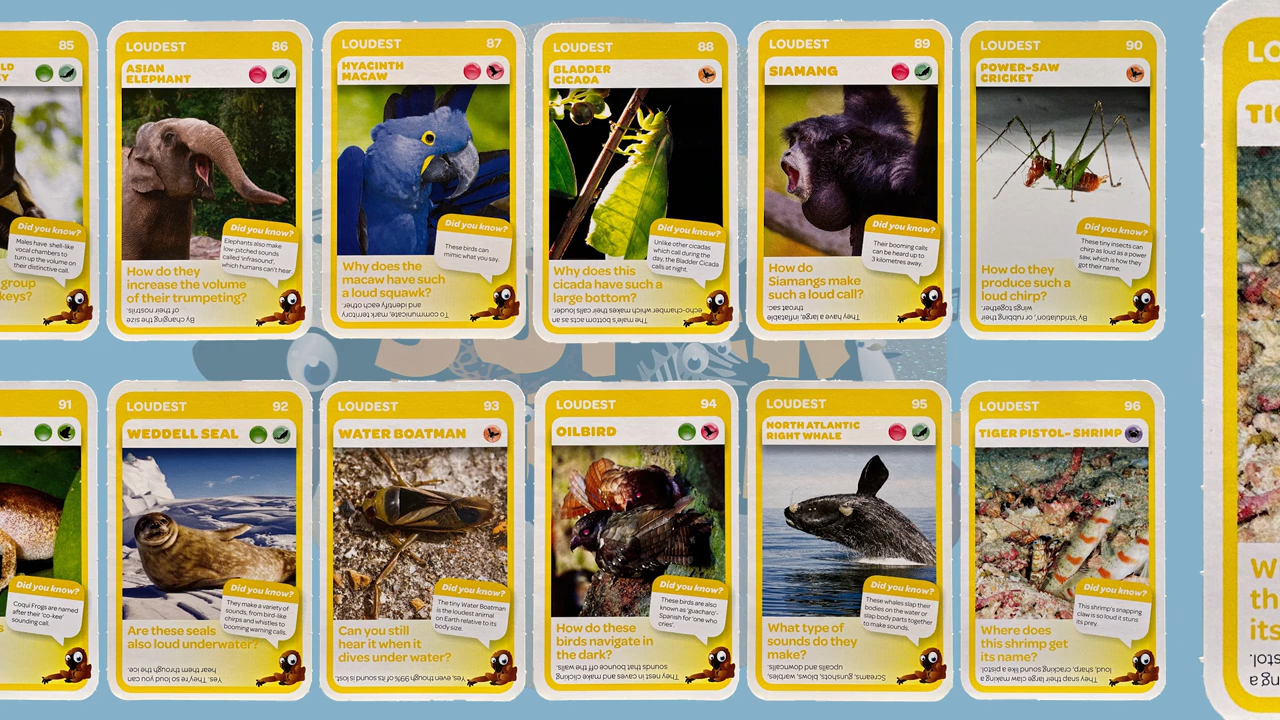 85
LD
EY
Males have shell-like
vocal chambers to
turn up the volume on
their distinctive call.
group
keys?
LOUDEST 86
ASIAN
ELEPHANT
Did you know?
Elephants also make
low-pitched sounds
called 'infrasound',
which humans can't hear.
How do they
increase the volume
of their trumpeting?
By changing the size
of their nostrils.
LOUDEST 87
HYACINTH
MACAW
Did you know?
These birds can
mimic what you say.
Why does the
macaw have such
a loud squawk?
To communicate, mark territory
and identify each other.
LOUDEST 88
BLADDER
CICADA
Did you know?
Unlike other cicadas
which call during the
day, the Bladder Cicada
calls at night.
Why does this
cicada have such a
large bottom?
The male's bottom acts as an
echo-chamber which makes their calls louder.
LOUDEST 89
SIAMANG
Did you know?
Their booming calls
can be heard up to
3 kilometres away.
How do
Siamangs make
such a loud call?
They have a large, inflatable
throat sac.
LOUDEST 90
POWER-SAW
CRICKET
Did you know?
These tiny insects can
chirp as loud as a power
saw, which is how they
got their name.
How do they
produce such a
loud chirp?
By 'stridulation', or rubbing their
wings together.
91
Did you know?
Coqui Frogs are named
after their 'co-kee'
sounding call.
LOUDEST 92
WEDDELL SEAL
Did you know?
They make a variety of
sounds, from bird-like
chirps and whistles to
booming warning calls.
Are these seals
also loud underwater?
Yes. They're so loud you can
hear them through the ice.
LOUDEST 93
WATER BOATMAN
Did you know?
The tiny Water Boatman
is the loudest animal
on Earth relative to its
body size.
Can you still
hear it when it
dives under water?
Yes, even though 99% of its sound is lost
LOUDEST 94
OILBIRD
Did you know?
These birds are also
known as 'guácharo',
Spanish for 'one who
cries'.
How do these
birds navigate in
the dark?
They nest in caves and make clicking
sounds that bounce off the walls.
LOUDEST 95
NORTH ATLANTIC
RIGHT WHALE
Did you know?
These whales slap their
bodies on the water or
slap body parts together
to make sounds.
What type of
sounds do they
make?
Screams, gunshots, blows, warbles,
upcalls and downcalls.
LOUDEST 96
TIGER PISTOL-SHRIMP
Did you know?
This shrimp's snapping
claw is so loud it stuns
its prey.
Where does
this shrimp get
its name?
They snap their large claw making a
loud, sharp, cracking sound like a pistol.
LO
TIG
W
th
its